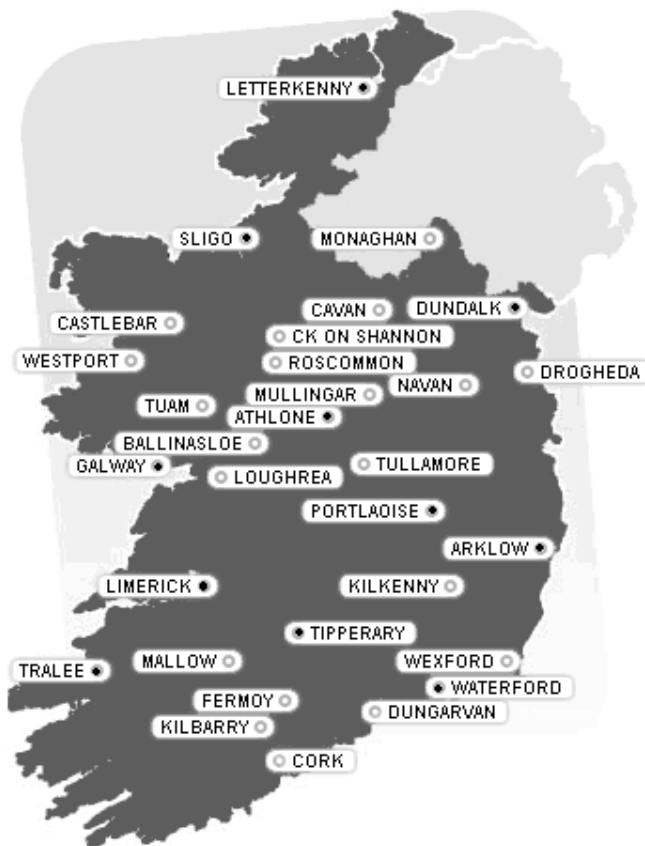 LETTERKENNY
SLIGO
MONAGHAN
CAVAN
DUNDALK
CASTLEBAR
CK ON SHANNON
WESTPORT
ROSCOMMON
DROGHEDA
NAVAN
MULLINGAR
TUAM
ATHLONE
BALLINASLOE
GALWAY
TULLAMORE
LOUGHREA
PORTLAOISE
ARKLOW
LIMERICK
KILKENNY
TIPPERARY
MALLOW
WEXFORD
TRALEE
WATERFORD
FERMOY
DUNGARVAN
KILBARRY
CORK